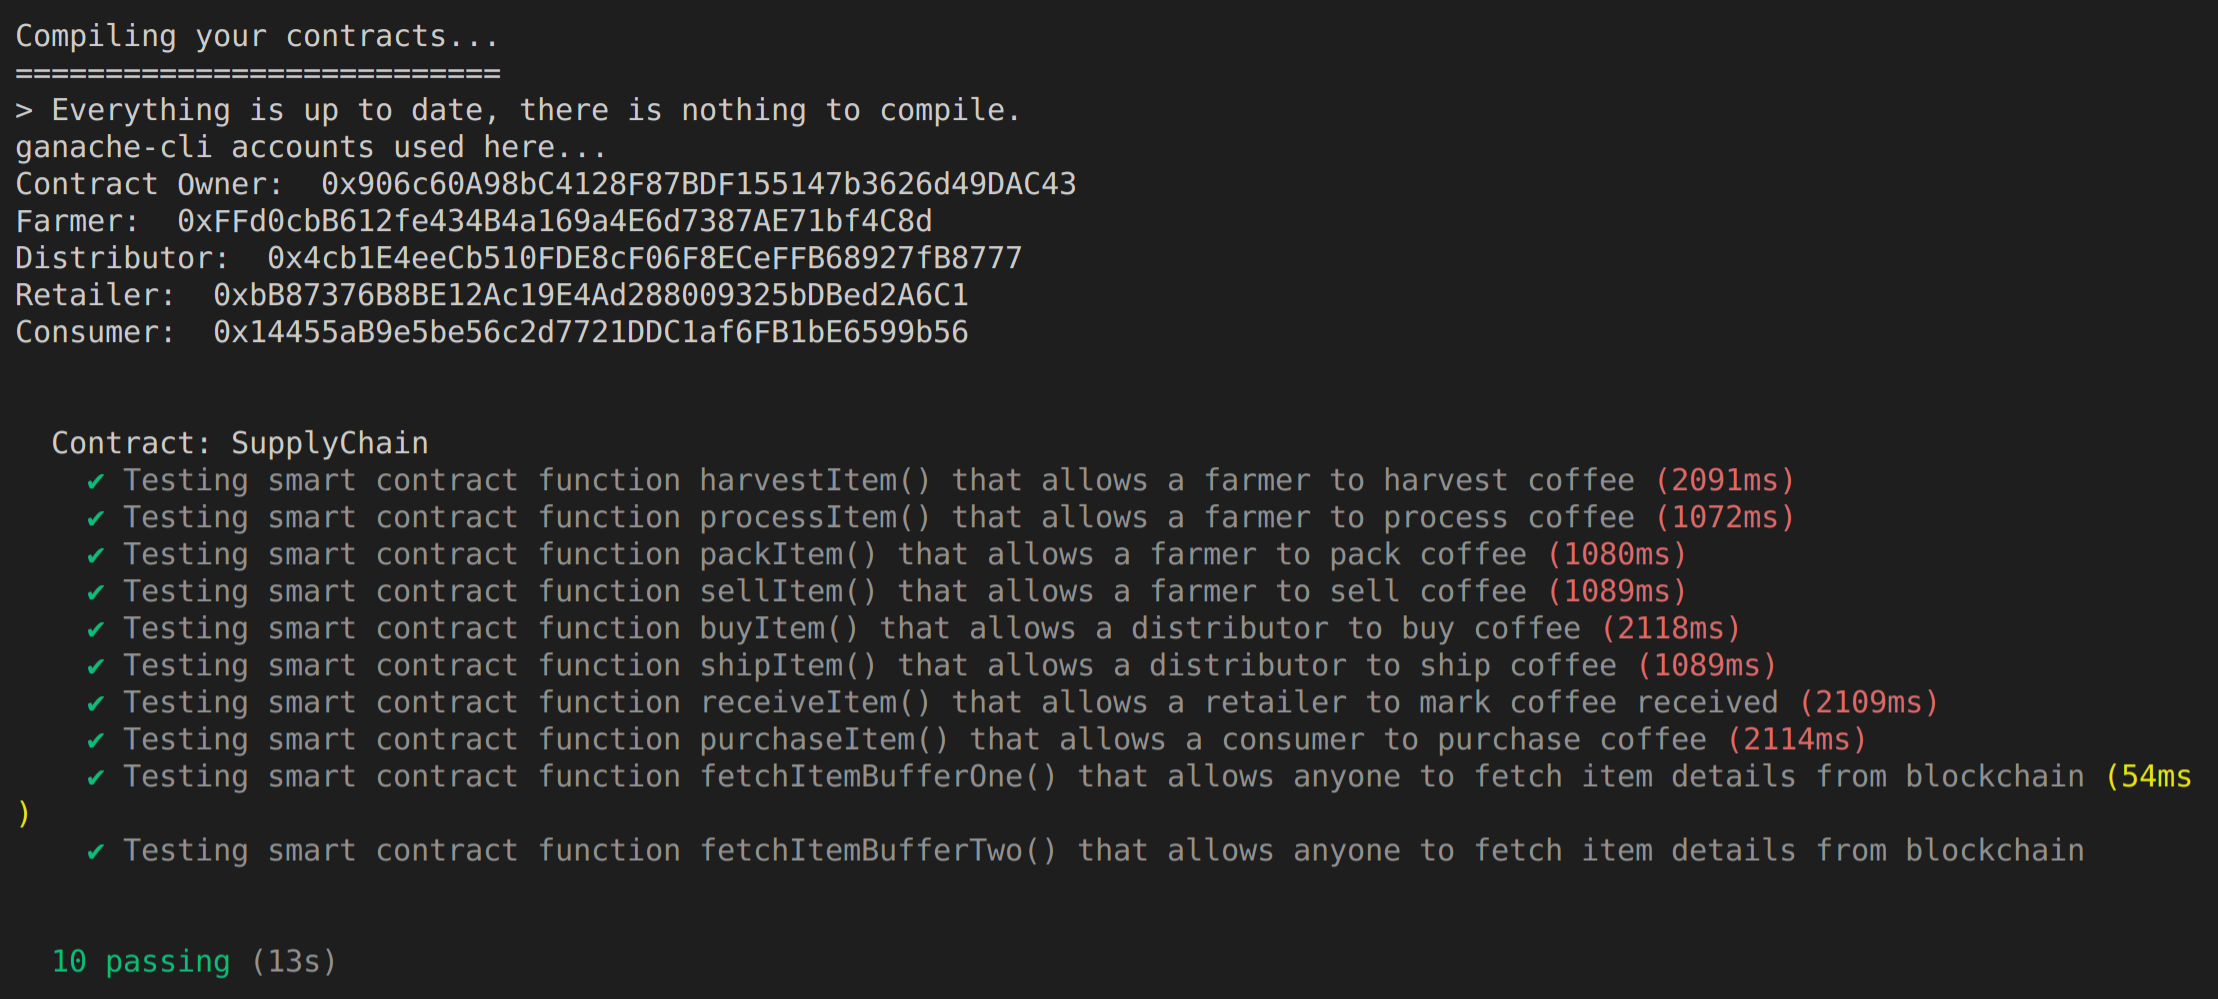 Compiling your contracts...
===========================
> Everything is up to date, there is nothing to compile.
ganache-cli accounts used here...
Contract Owner:  0x906c60A98bC4128F87BDF155147b3626d49DAC43
Farmer:  0xFFd0cbB612fe434B4a169a4E6d7387AE71bf4C8d
Distributor:  0x4cb1E4eeCb510FDE8cF06F8ECeFFB68927fB8777
Retailer:  0xbB87376B8BE12Ac19E4Ad288009325bDBed2A6C1
Consumer:  0x14455aB9e5be56c2d7721DDC1af6FB1bE6599b56
Contract: SupplyChain
✔ Testing smart contract function harvestItem() that allows a farmer to harvest coffee (2091ms)
✔ Testing smart contract function processItem() that allows a farmer to process coffee (1072ms)
✔ Testing smart contract function packItem() that allows a farmer to pack coffee (1080ms)
✔ Testing smart contract function sellItem() that allows a farmer to sell coffee (1089ms)
✔ Testing smart contract function buyItem() that allows a distributor to buy coffee (2118ms)
✔ Testing smart contract function shipItem() that allows a distributor to ship coffee (1089ms)
✔ Testing smart contract function receiveItem() that allows a retailer to mark coffee received (2109ms)
✔ Testing smart contract function purchaseItem() that allows a consumer to purchase coffee (2114ms)
✔ Testing smart contract function fetchItemBufferOne() that allows anyone to fetch item details from blockchain (54ms
)
✔ Testing smart contract function fetchItemBufferTwo() that allows anyone to fetch item details from blockchain
10 passing (13s)